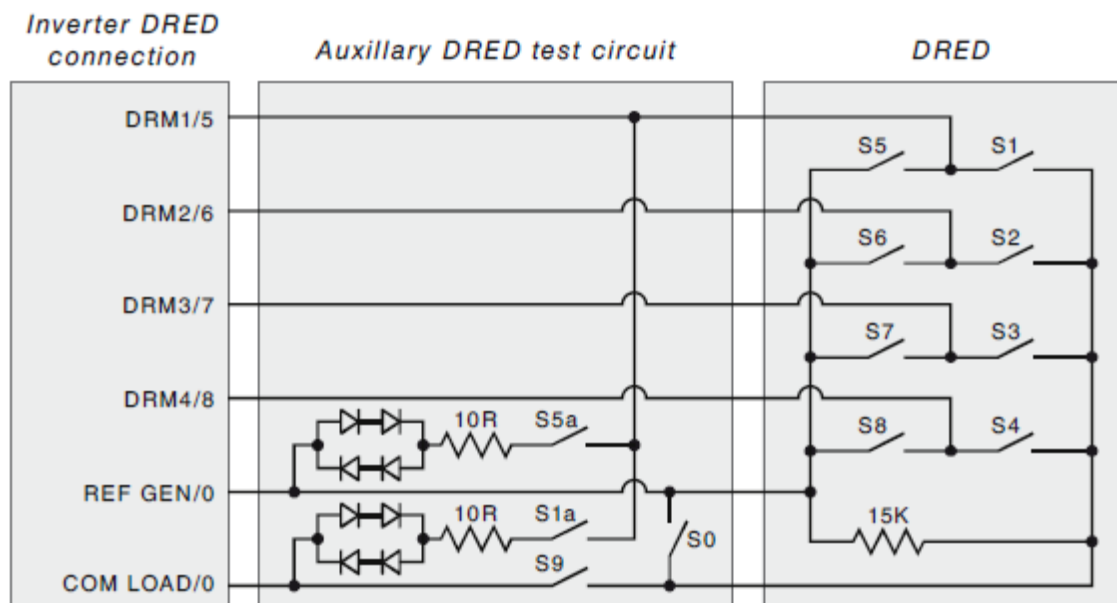 Inverter DRED
connection
Auxillary DRED test circuit
DRED
DRM1/5
S5
S1
DRM2/6
S6
S2
DRM3/7
S7
S3
DRM4/8
10R
S5a
S8
S4
REF GEN/0
10R
S1a
S0
15K
S9
COM LOAD/0